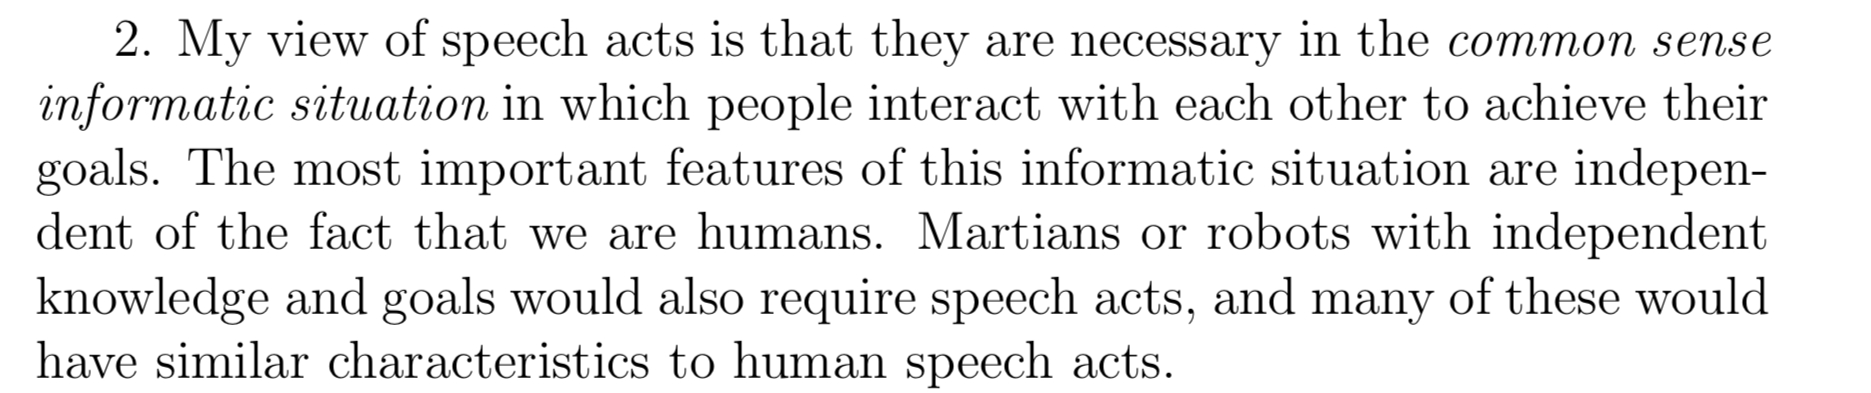 2. My view of speech acts is that they are necessary in the common sense
informatic situation in which people interact with each other to achieve their
goals. The most important features of this informatic situation are indepen-
dent of the fact that we are humans. Martians or robots with independent
knowledge and goals would also require speech acts, and many of these would
have similar characteristics to human speech acts.